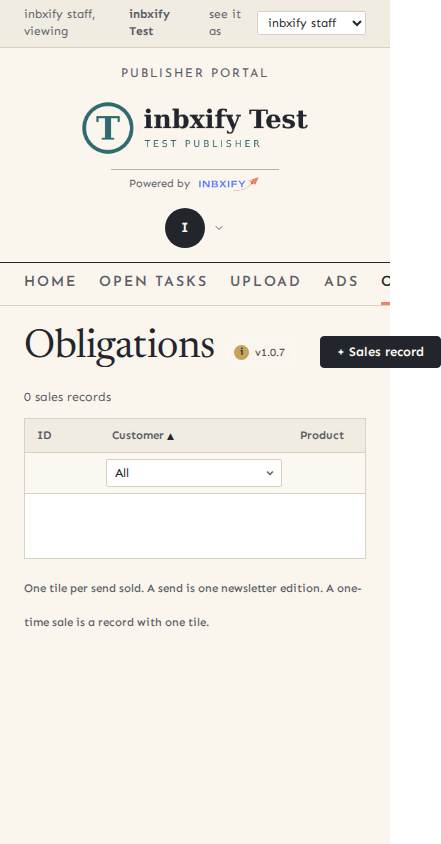 inbxify staff, viewing
inbxify Test
see it as
inbxify staff
PUBLISHER PORTAL
T
inbxify Test
TEST PUBLISHER
Powered by INBXIFY
I
HOME OPEN TASKS UPLOAD ADS
Obligations
i v1.0.7
+ Sales record
0 sales records
ID Customer ▲ Product
All
One tile per send sold. A send is one newsletter edition. A one-
time sale is a record with one tile.